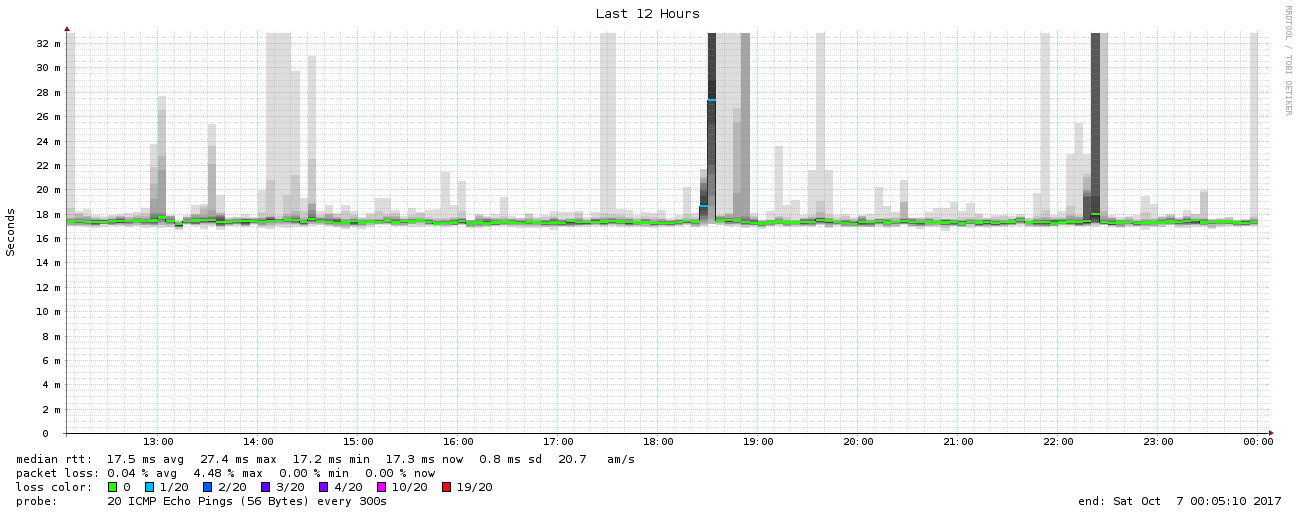 Last 12 Hours
RRDTOOL / TOBI OETIKER
Seconds
32 m
30 m
28 m
26 m
24 m
22 m
20 m
18 m
16 m
14 m
12 m
10 m
8 m
6 m
4 m
2 m
0
13:00 14:00 15:00 16:00 17:00 18:00 19:00 20:00 21:00 22:00 23:00 00:00
median rtt: 17.5 ms avg 27.4 ms max 17.2 ms min 17.3 ms now 0.8 ms sd 20.7 am/s
packet loss: 0.04 % avg 4.48 % max 0.00 % min 0.00 % now
loss color: 0 1/20 2/20 3/20 4/20 10/20 19/20
probe: 20 ICMP Echo Pings (56 Bytes) every 300s end: Sat Oct 7 00:05:10 2017